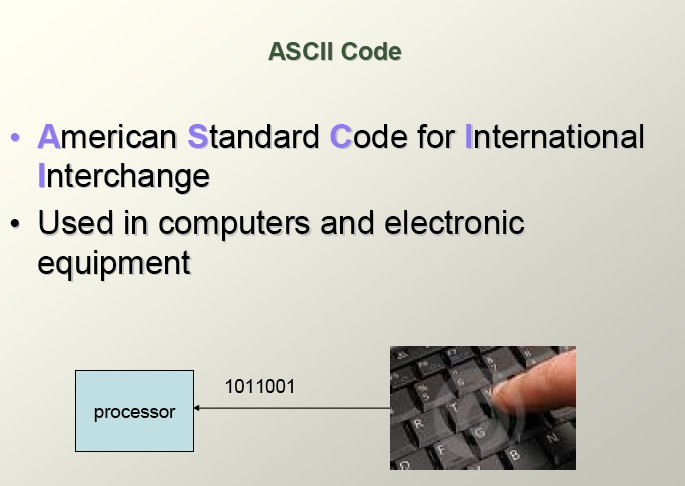 ASCII Code
• American Standard Code for International
Interchange
• Used in computers and electronic
equipment
1011001
processor
R T Y
F G
D B N